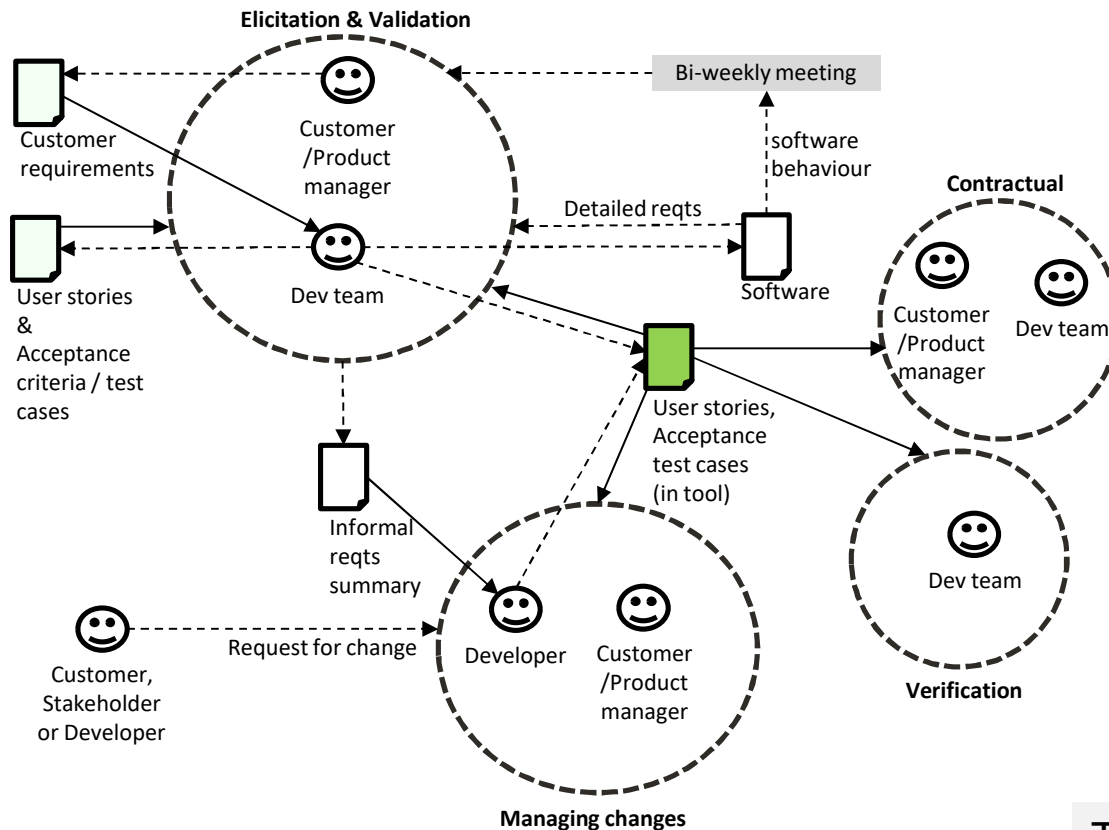 Elicitation & Validation
Bi-weekly meeting
Customer
requirements
Customer
/Product
manager
software
behaviour
Contractual
Detailed reqts
Dev team
Software
User stories
&
Acceptance
criteria / test
cases
Customer
/Product
manager
Dev team
User stories,
Acceptance
test cases
(in tool)
Informal
reqts
summary
Dev team
Verification
Request for change
Developer
Customer
/Product
manager
Customer,
Stakeholder
or Developer
Managing changes